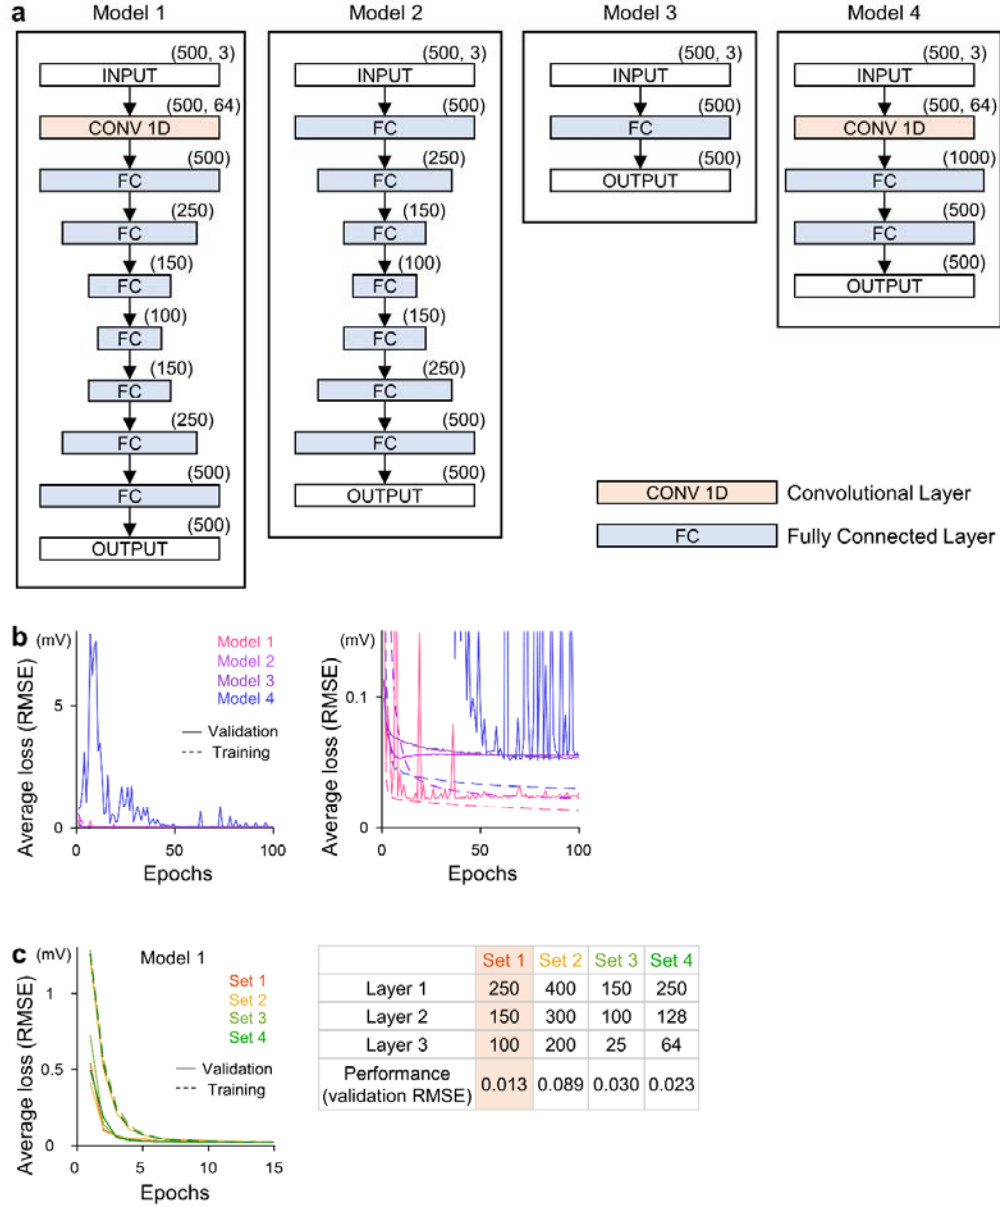 a
Model 1
(500, 3)
INPUT
(500, 64)
CONV 1D
(500)
FC
(250)
FC
(150)
FC
(100)
FC
(150)
FC
(250)
FC
(500)
FC
(500)
OUTPUT
Model 2
(500, 3)
INPUT
(500)
FC
(250)
FC
(150)
FC
(100)
FC
(150)
FC
(250)
FC
(500)
FC
(500)
OUTPUT
Model 3
(500, 3)
INPUT
(500)
FC
(500)
OUTPUT
Model 4
(500, 3)
INPUT
(500, 64)
CONV 1D
(1000)
FC
(500)
FC
(500)
OUTPUT
CONV 1D Convolutional Layer
FC Fully Connected Layer
b
(mV)
Average loss (RMSE)
5
0
Model 1
Model 2
Model 3
Model 4
Validation
Training
0 50 100
Epochs
(mV)
Average loss (RMSE)
0.1
0
0 50 100
Epochs
c
(mV)
Model 1
Average loss (RMSE)
1
0.5
0
Set 1
Set 2
Set 3
Set 4
Validation
Training
0 5 10 15
Epochs
Set 1 Set 2 Set 3 Set 4
Layer 1 250 400 150 250
Layer 2 150 300 100 128
Layer 3 100 200 25 64
Performance
(validation RMSE) 0.013 0.089 0.030 0.023